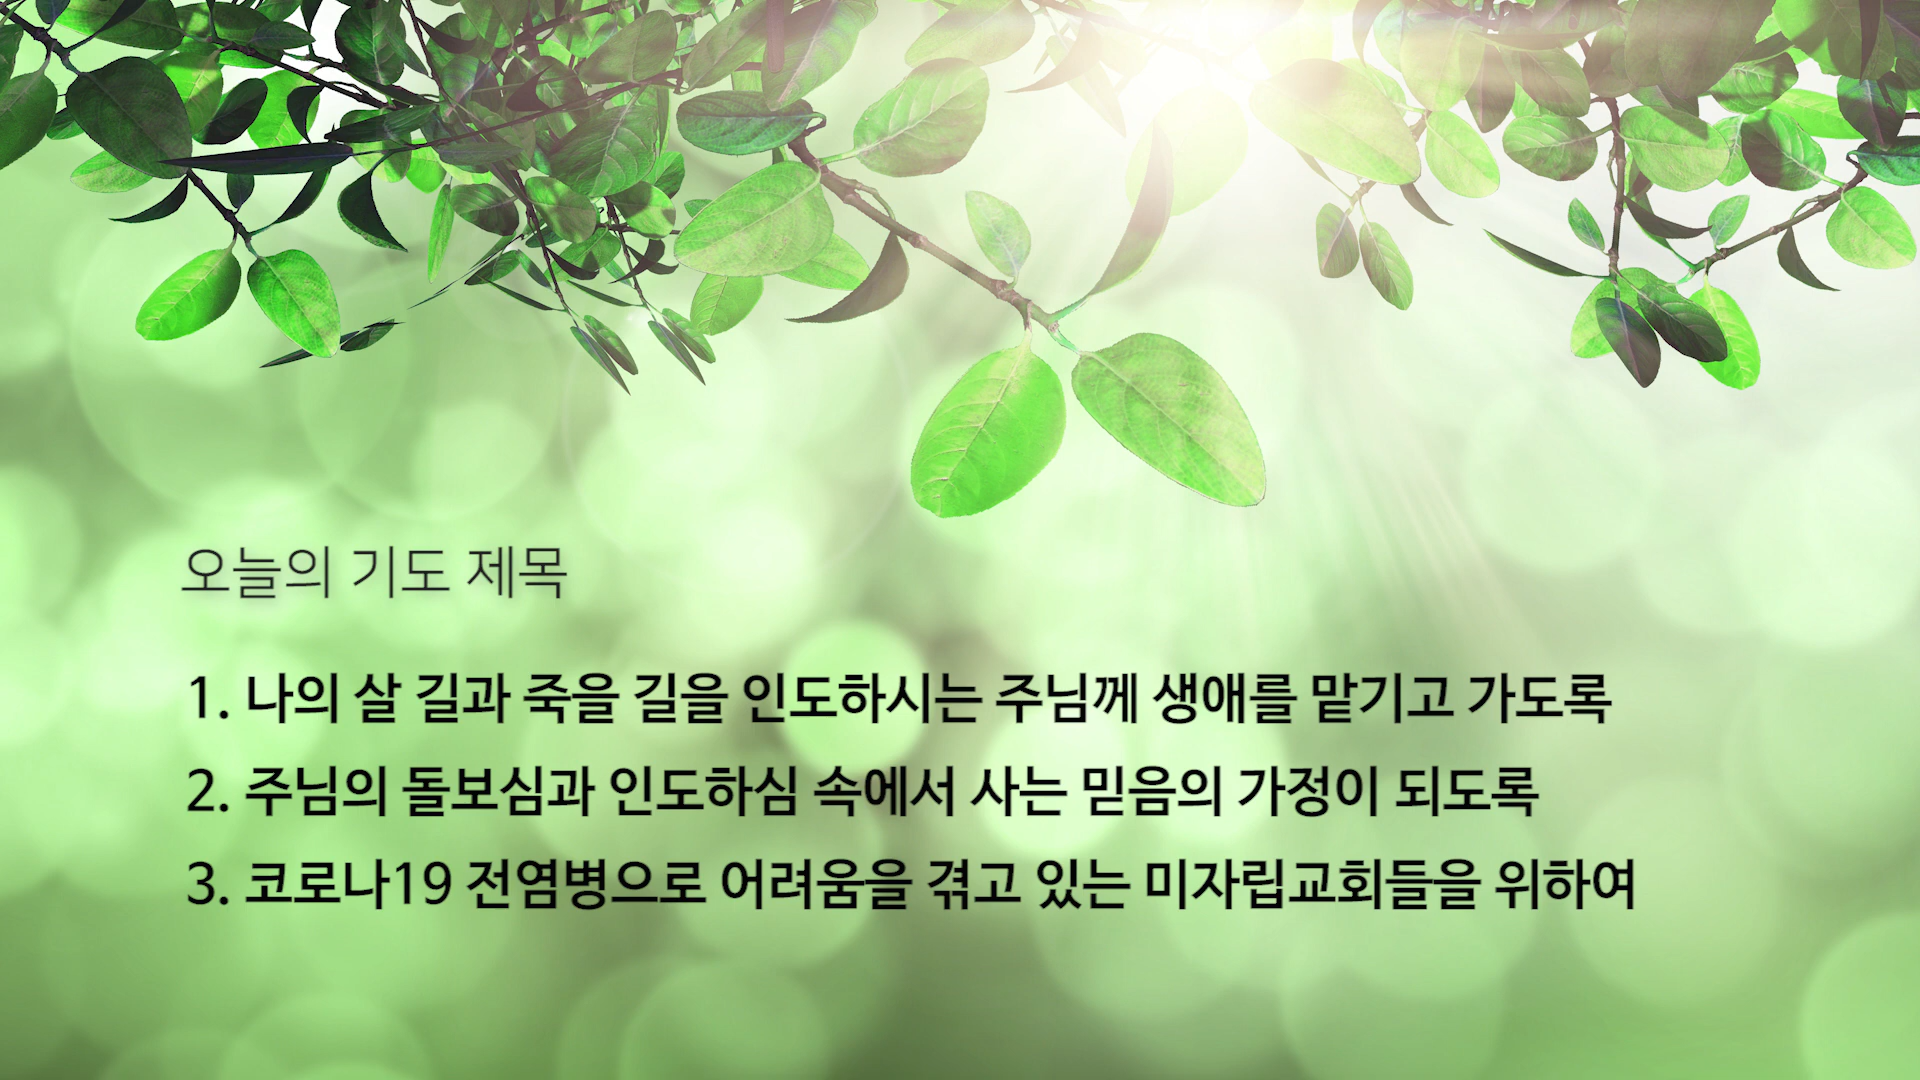 오늘의 기도 제목
1. 나의 살 길과 죽을 길을 인도하시는 주님께 생애를 맡기고 가도록
2. 주님의 돌보심과 인도하심 속에서 사는 믿음의 가정이 되도록
3. 코로나19 전염병으로 어려움을 겪고 있는 미자립교회들을 위하여